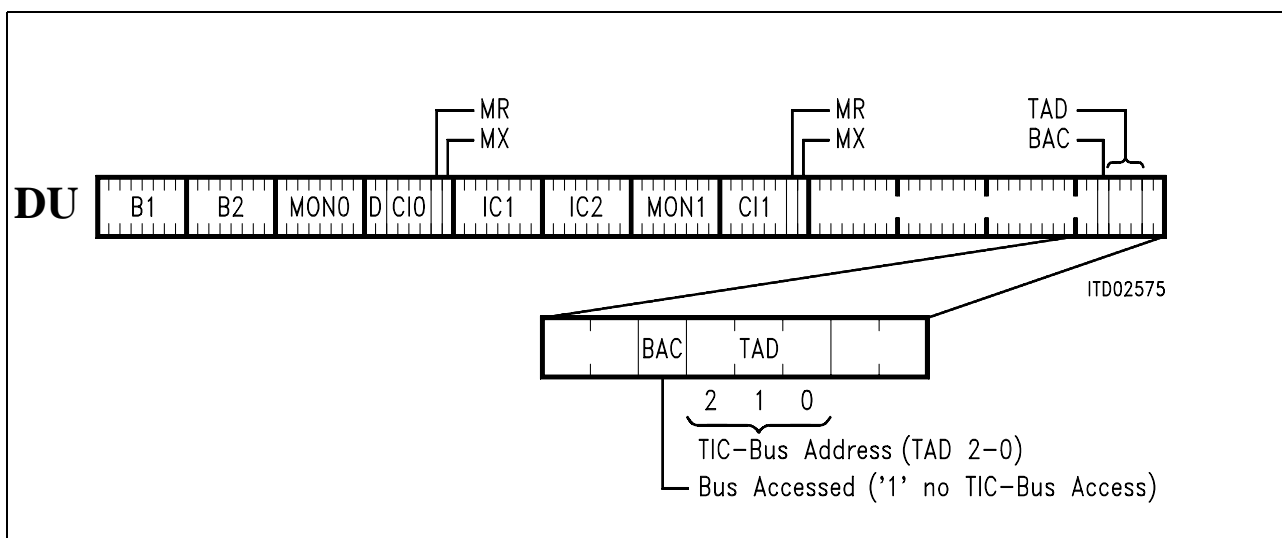 MR MR TAD
MX MX BAC
DU B1 B2 MON0 D CI0 IC1 IC2 MON1 CI1
ITD02575
BAC TAD
2 1 0
TIC-Bus Address (TAD 2-0)
Bus Accessed ('1' no TIC-Bus Access)